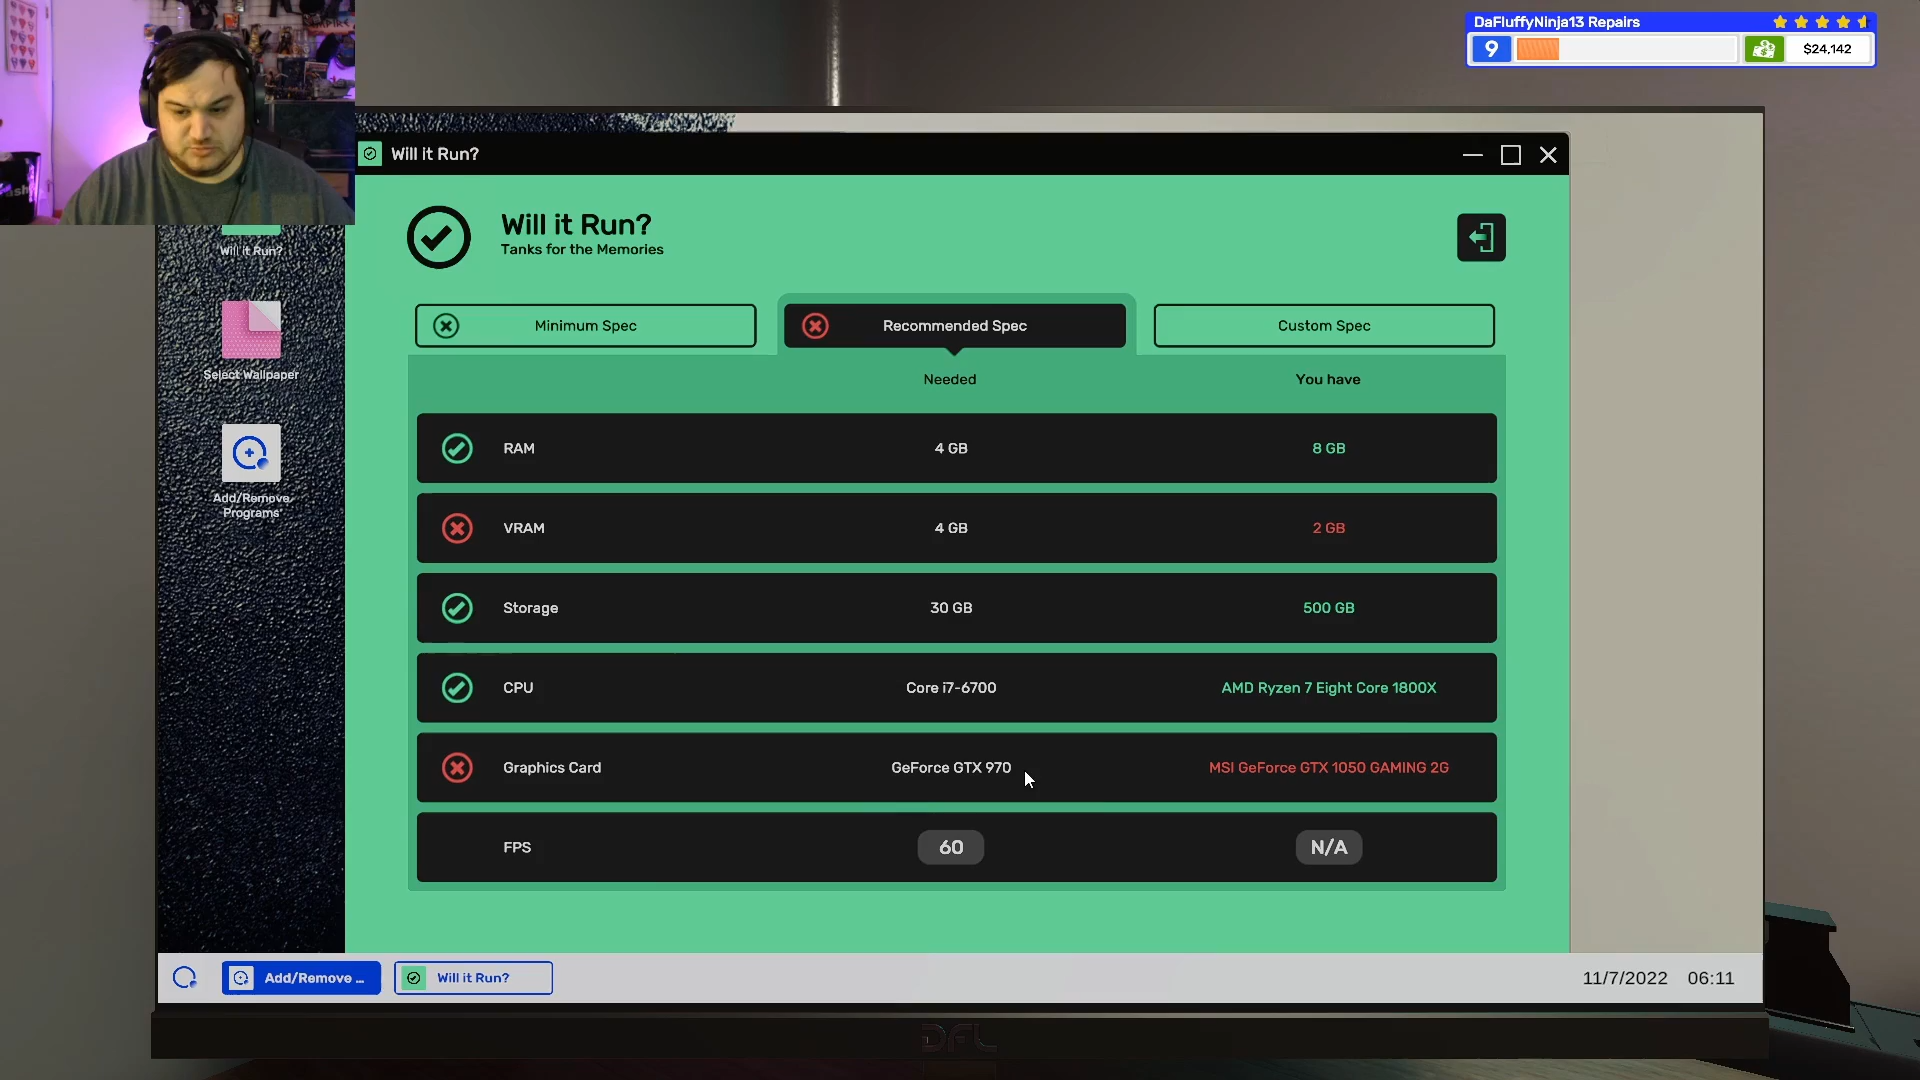 DaFluffyNinja13 Repairs
9
$24,142
Will it Run?
Will it Run?
Tanks for the Memories
Minimum Spec
Recommended Spec
Custom Spec
Needed
You have
RAM
4 GB
8 GB
VRAM
4 GB
2 GB
Storage
30 GB
500 GB
CPU
Core i7-6700
AMD Ryzen 7 Eight Core 1800X
Graphics Card
GeForce GTX 970
MSI GeForce GTX 1050 GAMING 2G
FPS
60
N/A
Will it Run?
Select Wallpaper
Add/Remove
Programs
Add/Remove ...
Will it Run?
11/7/2022
06:11
DFL